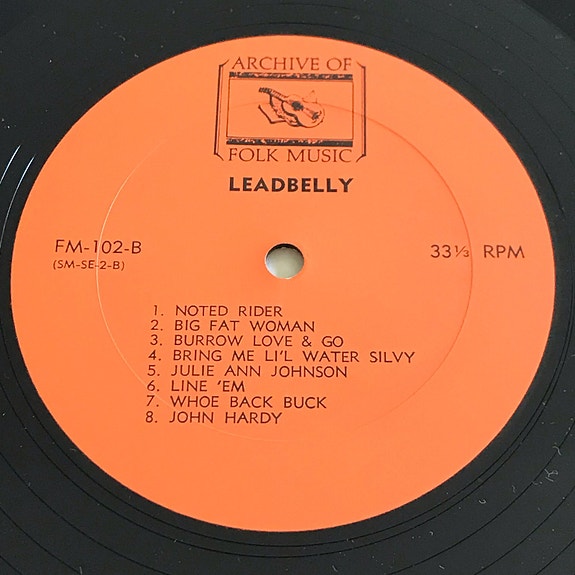 ARCHIVE OF
FOLK MUSIC
LEADBELLY
FM-102-B
(SM-SE-2-B)
33 1/3 RPM
1. NOTED RIDER
2. BIG FAT WOMAN
3. BURROW LOVE & GO
4. BRING ME LI'L WATER SILVY
5. JULIE ANN JOHNSON
6. LINE 'EM
7. WHOE BACK BUCK
8. JOHN HARDY